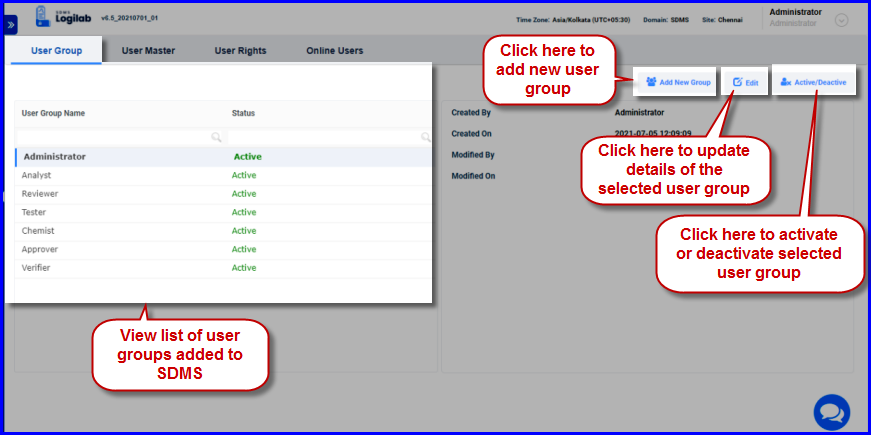 SDMS
Logilab v6.5_20210701_01
Time Zone: Asia/Kolkata (UTC+05:30) Domain: SDMS Site: Chennai
Administrator
Administrator
User Group User Master User Rights Online Users
Click here to
add new user
group
Add New Group Edit Active/Deactive
User Group Name Status
Administrator Active
Analyst Active
Reviewer Active
Tester Active
Chemist Active
Approver Active
Verifier Active
Created By Administrator
Created On 2021-07-05 12:09:09
Modified By
Modified On
Click here to update
details of the
selected user group
Click here to activate
or deactivate selected
user group
View list of user
groups added to
SDMS